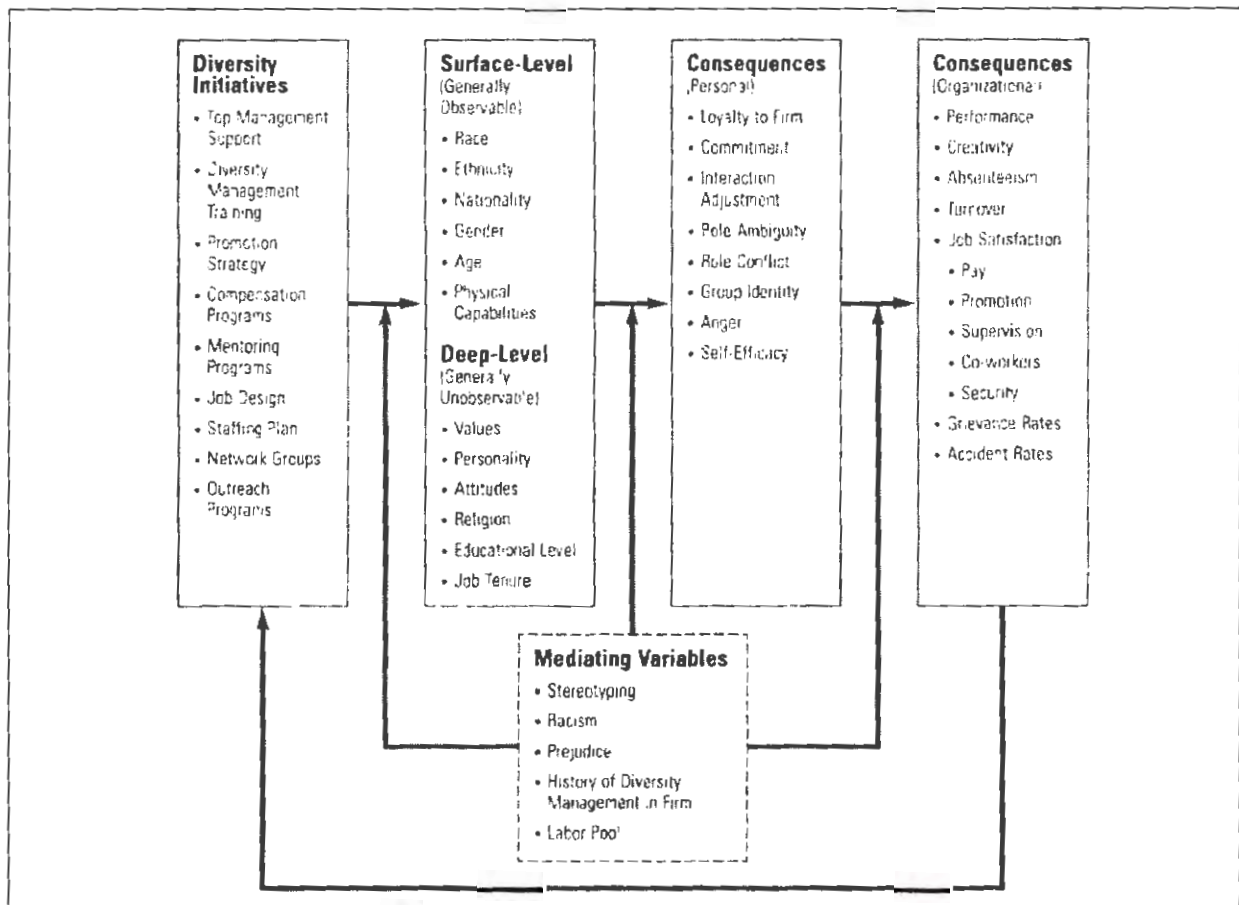 Diversity
Initiatives
• Top Management
Support
• Diversity
Management
Training
• Promotion
Strategy
• Compensation
Programs
• Mentoring
Programs
• Job Design
• Staffing Plan
• Network Groups
• Outreach
Programs
Surface-Level
(Generally
Observable)
• Race
• Ethnicity
• Nationality
• Gender
• Age
• Physical
Capabilities
Deep-Level
(Generally
Unobservable)
• Values
• Personality
• Attitudes
• Religion
• Educational Level
• Job Tenure
Consequences
(Personal)
• Loyalty to Firm
• Commitment
• Interaction
Adjustment
• Role Ambiguity
• Role Conflict
• Group Identity
• Anger
• Self-Efficacy
Consequences
(Organizational)
• Performance
• Creativity
• Absenteeism
• Turnover
• Job Satisfaction
• Pay
• Promotion
• Supervision
• Co-workers
• Security
• Grievance Rates
• Accident Rates
Mediating Variables
• Stereotyping
• Racism
• Prejudice
• History of Diversity
Management in Firm
• Labor Pool